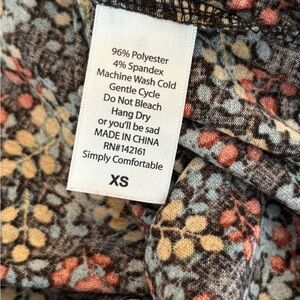 96% Polyester
4% Spandex
Machine Wash Cold
Gentle Cycle
Do Not Bleach
Hang Dry
or you'll be sad
MADE IN CHINA
RN#142161
Simply Comfortable
XS